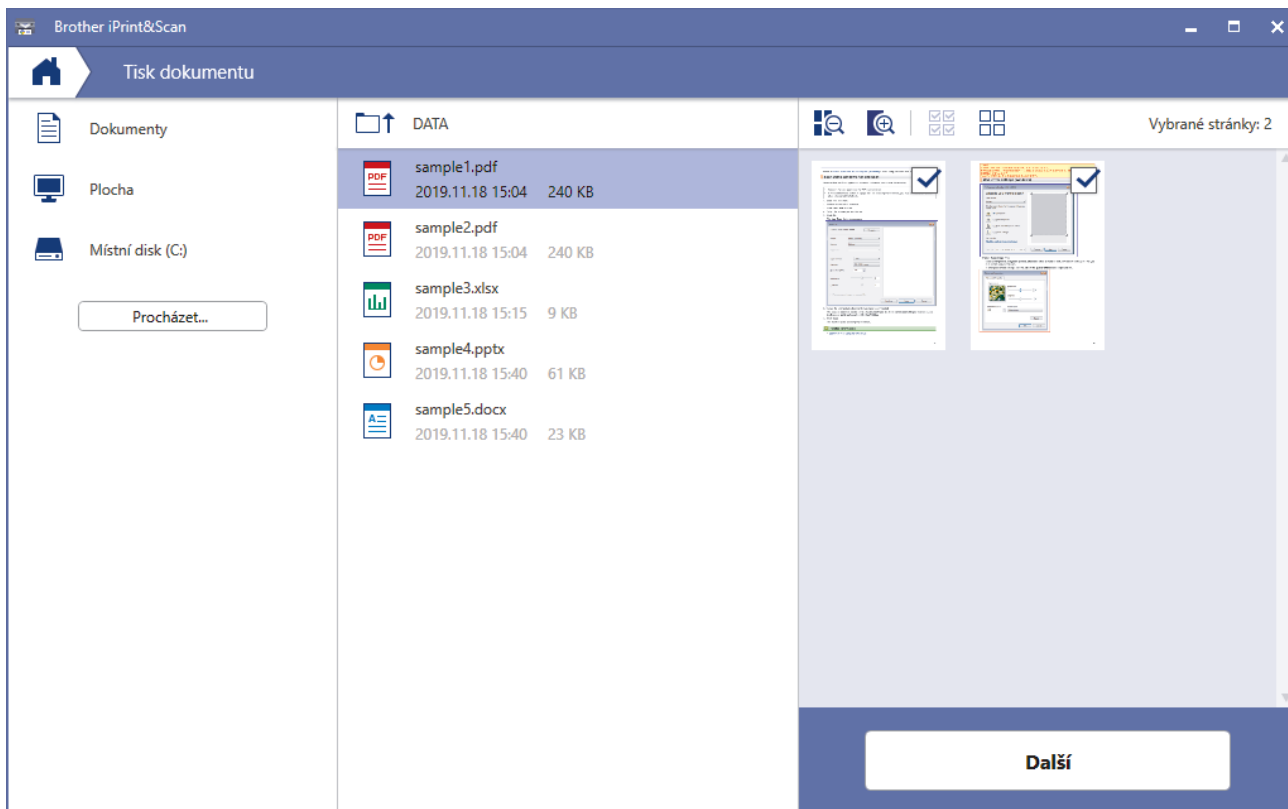 Brother iPrint&Scan
Tisk dokumentu
Dokumenty
Plocha
Místní disk (C:)
Procházet...
DATA
PDF
sample1.pdf
2019.11.18 15:04 240 KB
PDF
sample2.pdf
2019.11.18 15:04 240 KB
sample3.xlsx
2019.11.18 15:15 9 KB
sample4.pptx
2019.11.18 15:40 61 KB
sample5.docx
2019.11.18 15:40 23 KB
Vybrané stránky: 2
Další